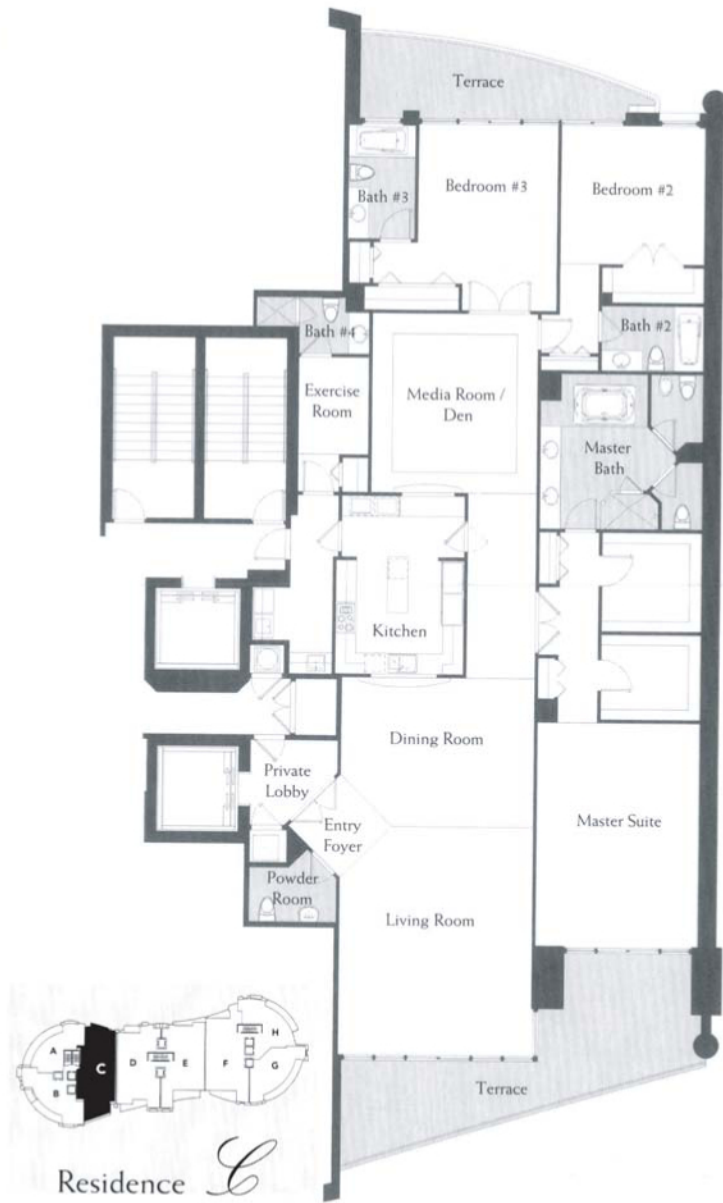 Terrace
Bedroom #3
Bedroom #2
Bath #3
Bath #4
Bath #2
Exercise
Room
Media Room /
Den
Master
Bath
Kitchen
Dining Room
Private
Lobby
Entry
Foyer
Master Suite
Powder
Room
Living Room
Terrace
A
B
C
D
E
F
G
H
Residence C